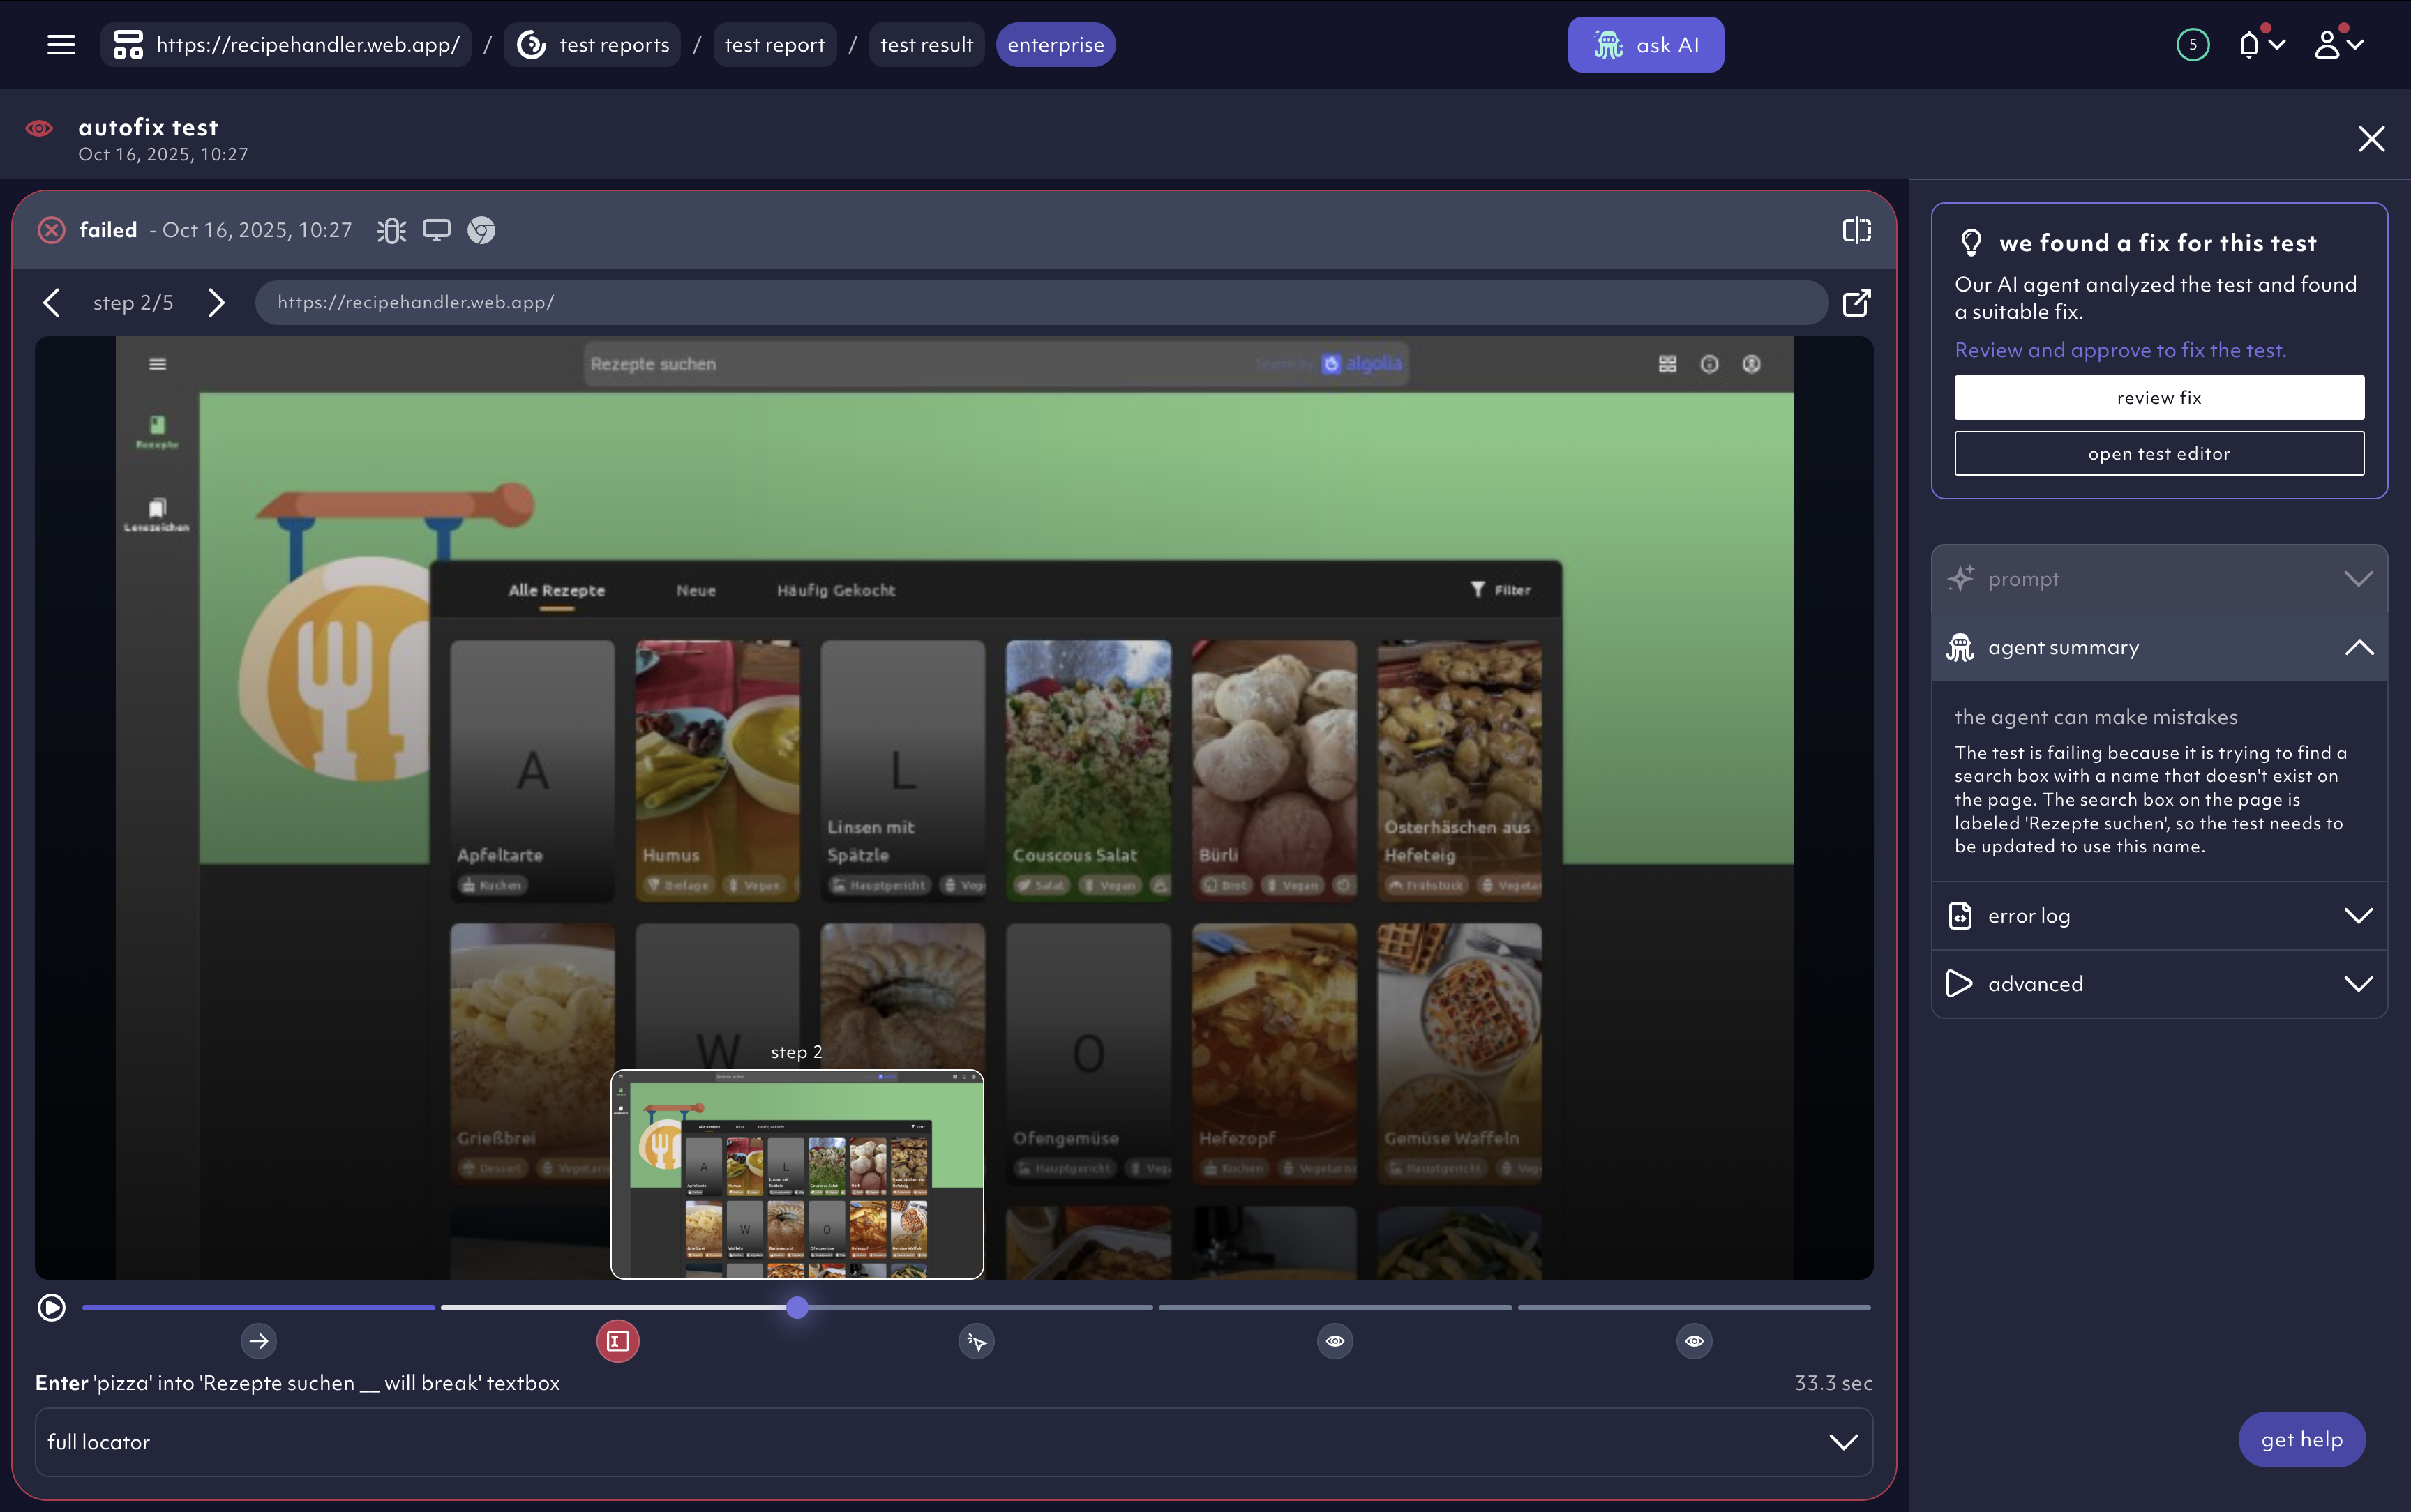 https://recipehandler.web.app/ / test reports / test report / test result enterprise
ask AI
5
autofix test
Oct 16, 2025, 10:27
failed - Oct 16, 2025, 10:27
step 2/5
https://recipehandler.web.app/
Rezepte suchen
Search by algolia
Rezepte
Lesezeichen
Alle Rezepte Neue Häufig Gekocht Filter
A
Apfeltarte
Kuchen
Humus
Beilage Vegan
L
Linsen mit
Spätzle
Hauptgericht Veg
Couscous Salat
Salat Vegan
Bürli
Brot Vegan
Osterhäschen aus
Hefeteig
Frühstück Vegeta
Grießbrei
Dessert Vegetaris
W
O
Ofengemüse
Hauptgericht Vega
Hefezopf
Kuchen Vegetarisc
Gemüse Waffeln
Hauptgericht Veg
step 2
Enter 'pizza' into 'Rezepte suchen __ will break' textbox
33.3 sec
full locator
we found a fix for this test
Our AI agent analyzed the test and found
a suitable fix.
Review and approve to fix the test.
review fix
open test editor
prompt
agent summary
the agent can make mistakes
The test is failing because it is trying to find a
search box with a name that doesn't exist on
the page. The search box on the page is
labeled 'Rezepte suchen', so the test needs to
be updated to use this name.
error log
advanced
get help